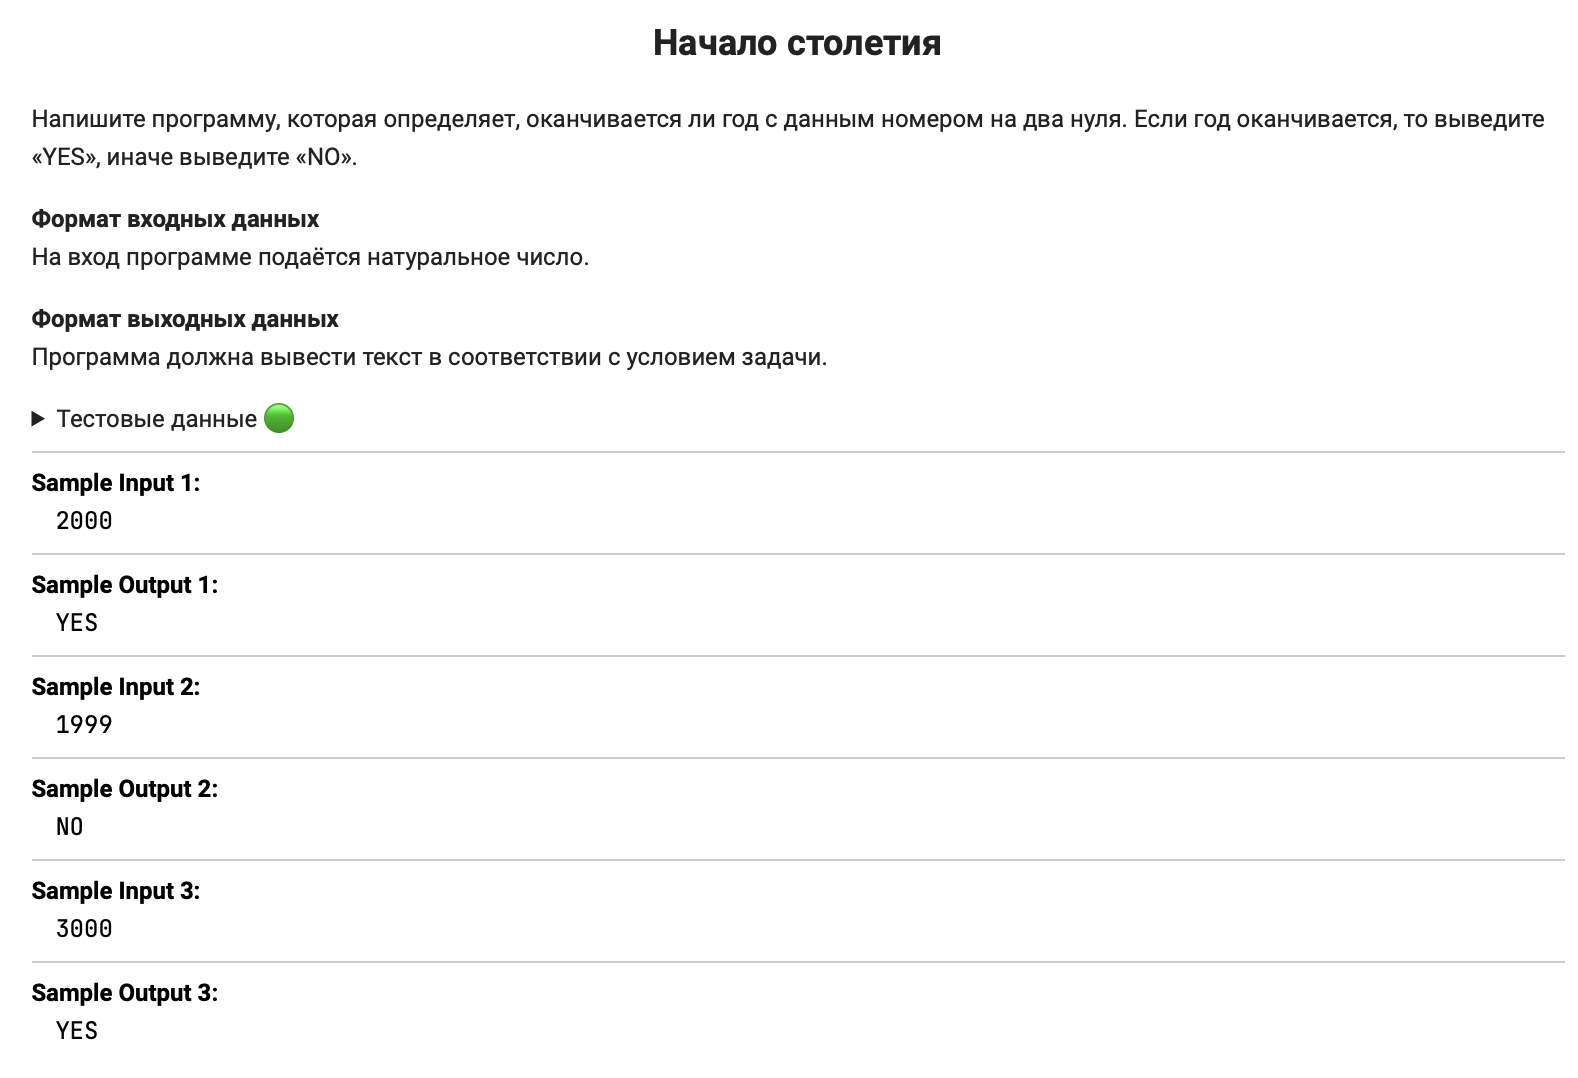 Начало столетия
Напишите программу, которая определяет, оканчивается ли год с данным номером на два нуля. Если год оканчивается, то выведите
«YES», иначе выведите «NO».
Формат входных данных
На вход программе подаётся натуральное число.
Формат выходных данных
Программа должна вывести текст в соответствии с условием задачи.
Тестовые данные
Sample Input 1:
2000
Sample Output 1:
YES
Sample Input 2:
1999
Sample Output 2:
NO
Sample Input 3:
3000
Sample Output 3:
YES